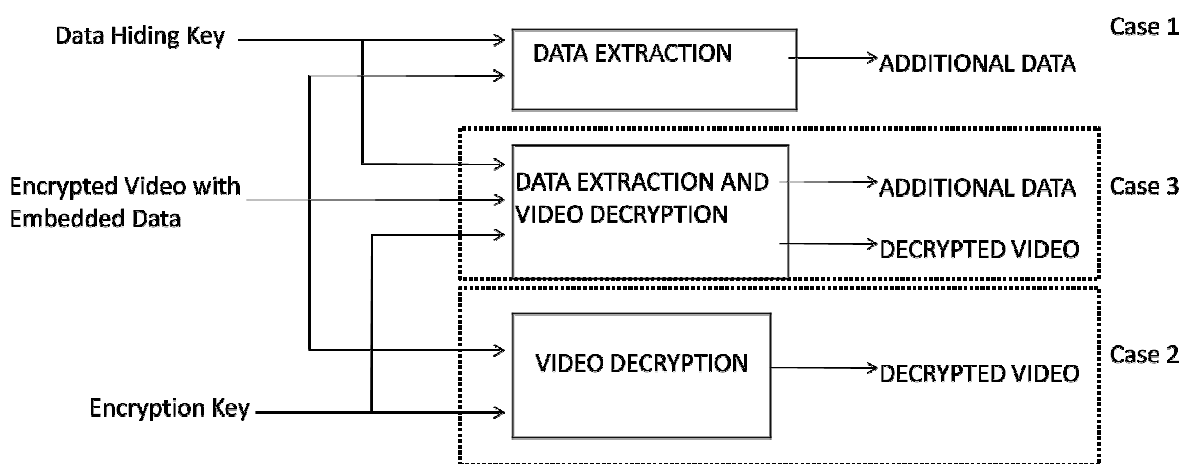 Case 1
Data Hiding Key
DATA EXTRACTION
ADDITIONAL DATA
Encrypted Video with
Embedded Data
DATA EXTRACTION AND
VIDEO DECRYPTION
ADDITIONAL DATA
DECRYPTED VIDEO
Case 3
VIDEO DECRYPTION
DECRYPTED VIDEO
Case 2
Encryption Key